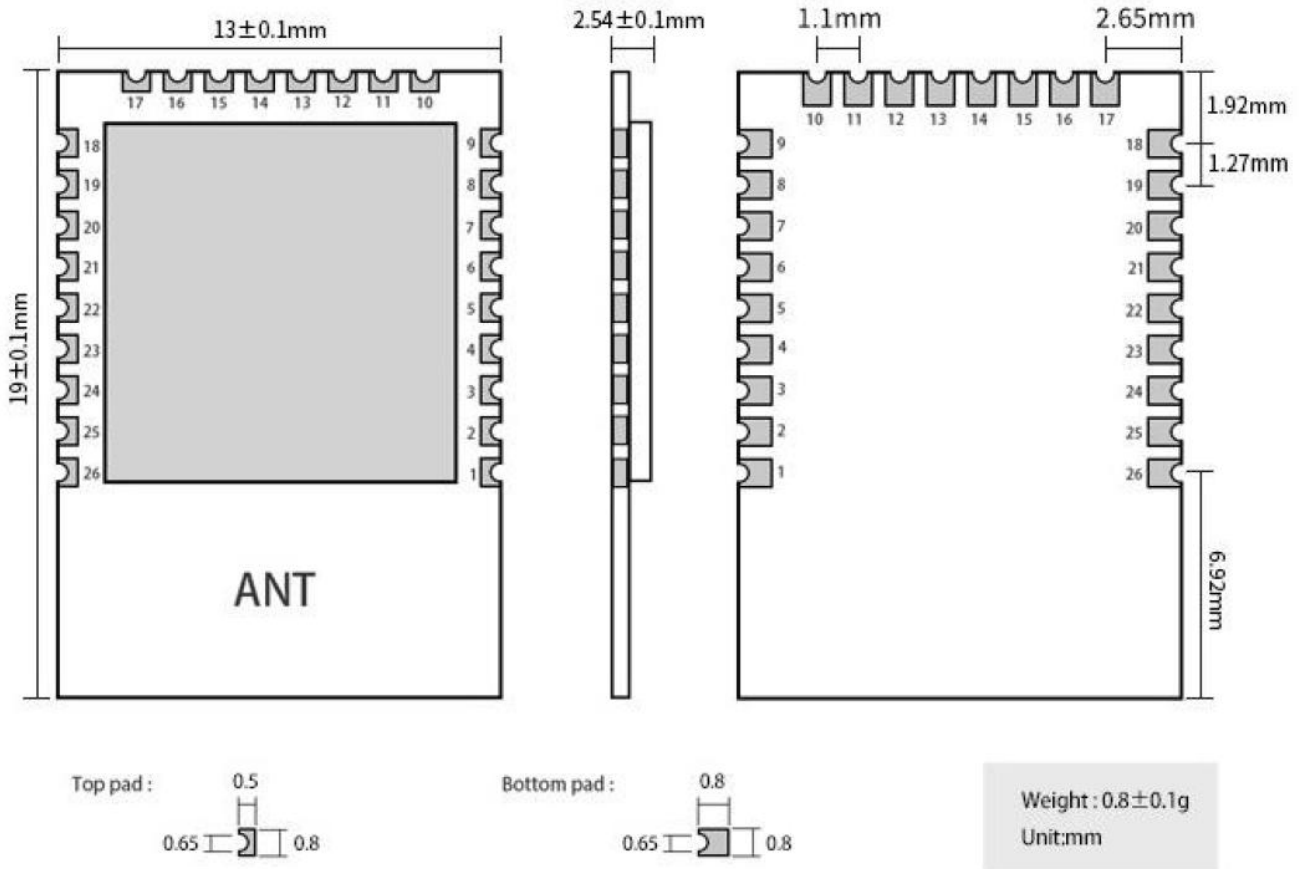 13±0.1mm
2.54±0.1mm
1.1mm
2.65mm
17 16 15 14 13 12 11 10
10 11 12 13 14 15 16 17
1.92mm
18 9
9 18
1.27mm
19 8
8 19
20 7
7 20
21 6
6 21
22 5
5 22
19±0.1mm
23 4
4 23
24 3
3 24
25 2
2 25
26 1
1 26
ANT
6.92mm
Top pad :
0.5
0.65
0.8
Bottom pad :
0.8
0.65
0.8
Weight : 0.8±0.1g
Unit:mm